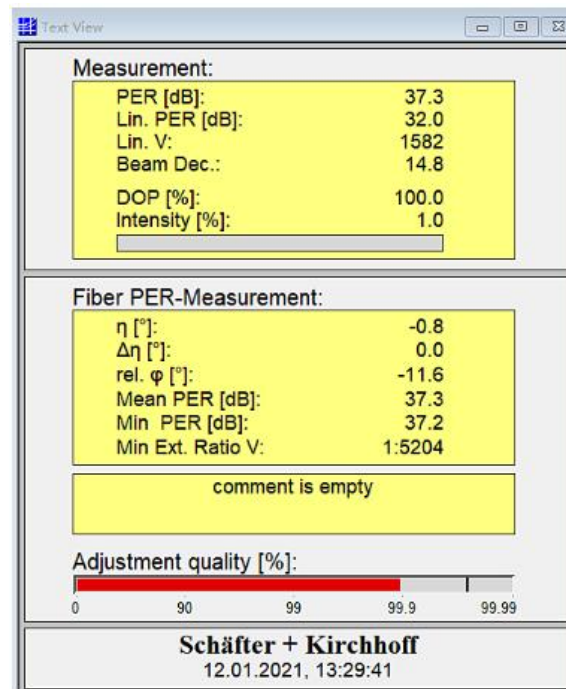 Text View
Measurement:
PER [dB]: 37.3
Lin. PER [dB]: 32.0
Lin. V: 1582
Beam Dec.: 14.8
DOP [%]: 100.0
Intensity [%]: 1.0
Fiber PER-Measurement:
η [°]: -0.8
Δη [°]: 0.0
rel. φ [°]: -11.6
Mean PER [dB]: 37.3
Min PER [dB]: 37.2
Min Ext. Ratio V: 1:5204
comment is empty
Adjustment quality [%]:
0 90 99 99.9 99.99
Schäfter + Kirchhoff
12.01.2021, 13:29:41